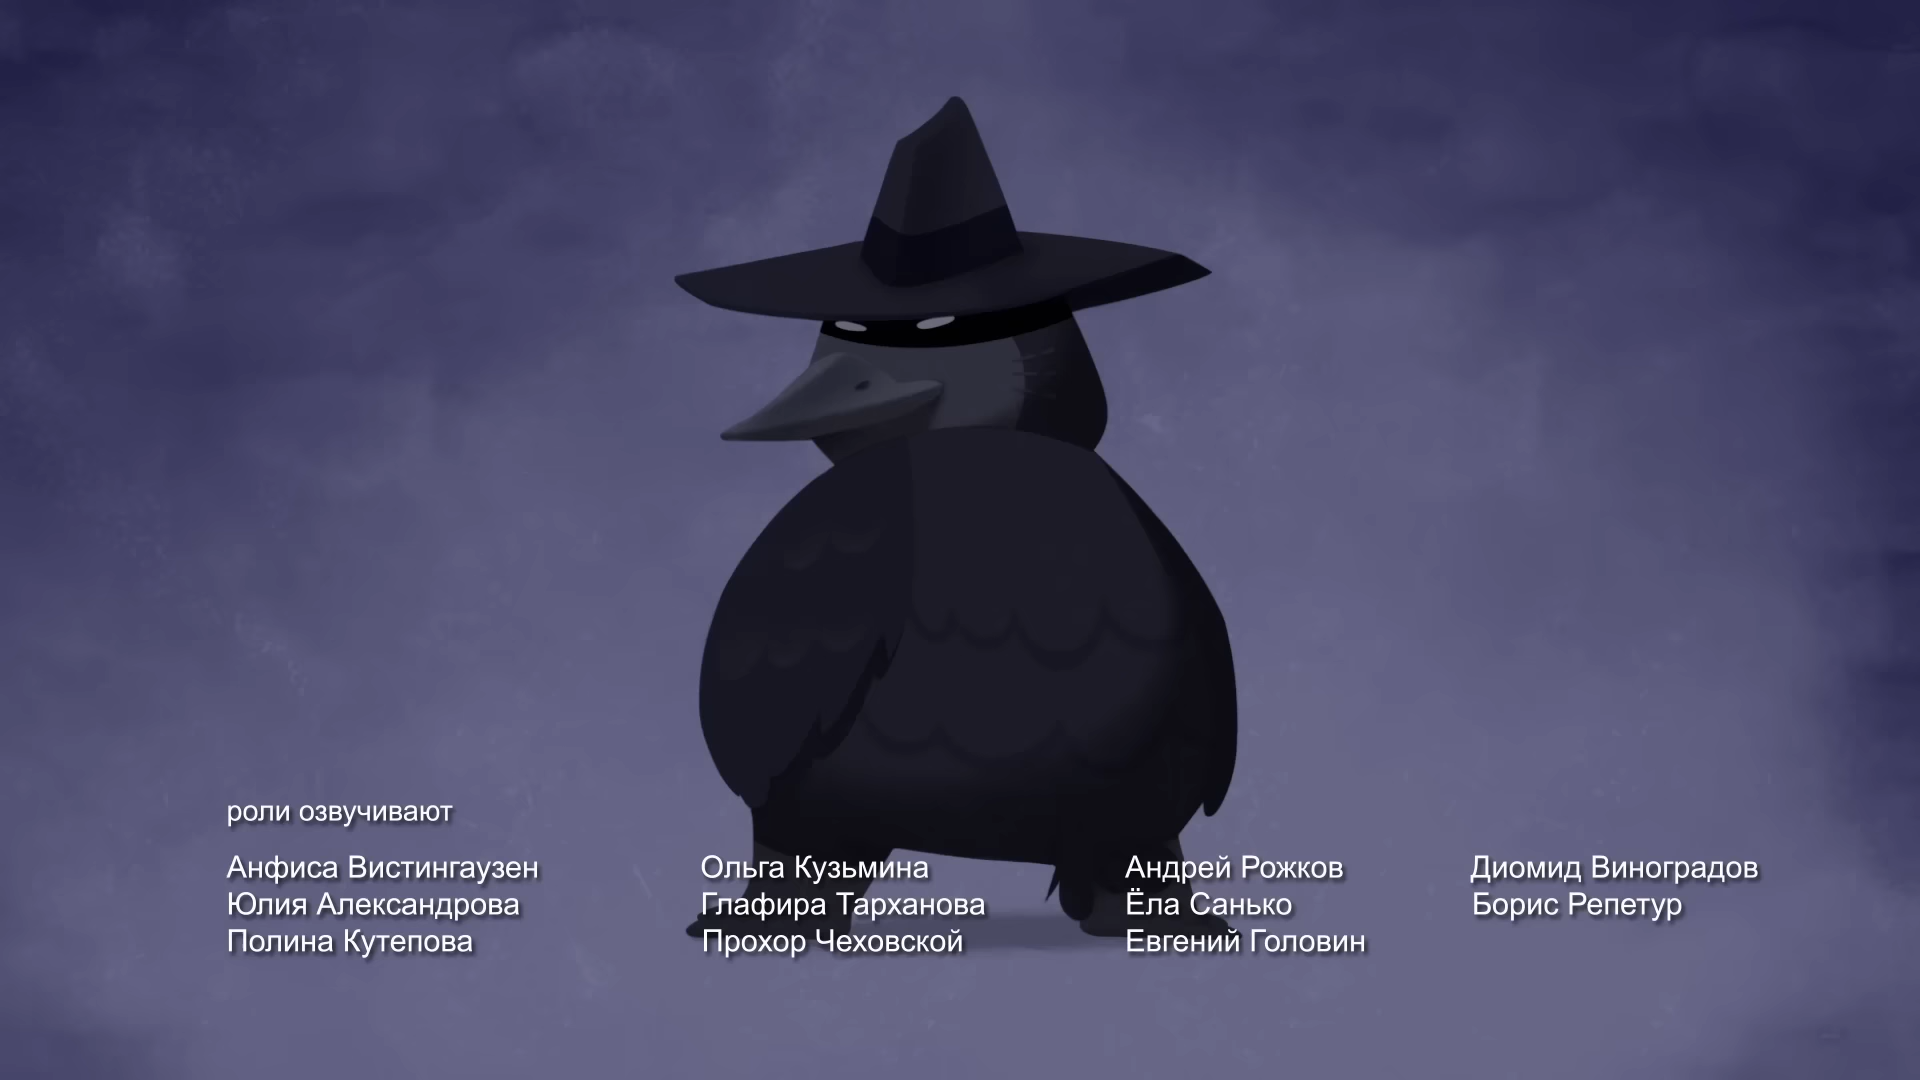 роли озвучивают
Анфиса Вистингаузен
Юлия Александрова
Полина Кутепова
Ольга Кузьмина
Глафира Тарханова
Прохор Чеховской
Андрей Рожков
Ёла Санько
Евгений Головин
Диомид Виноградов
Борис Репетур